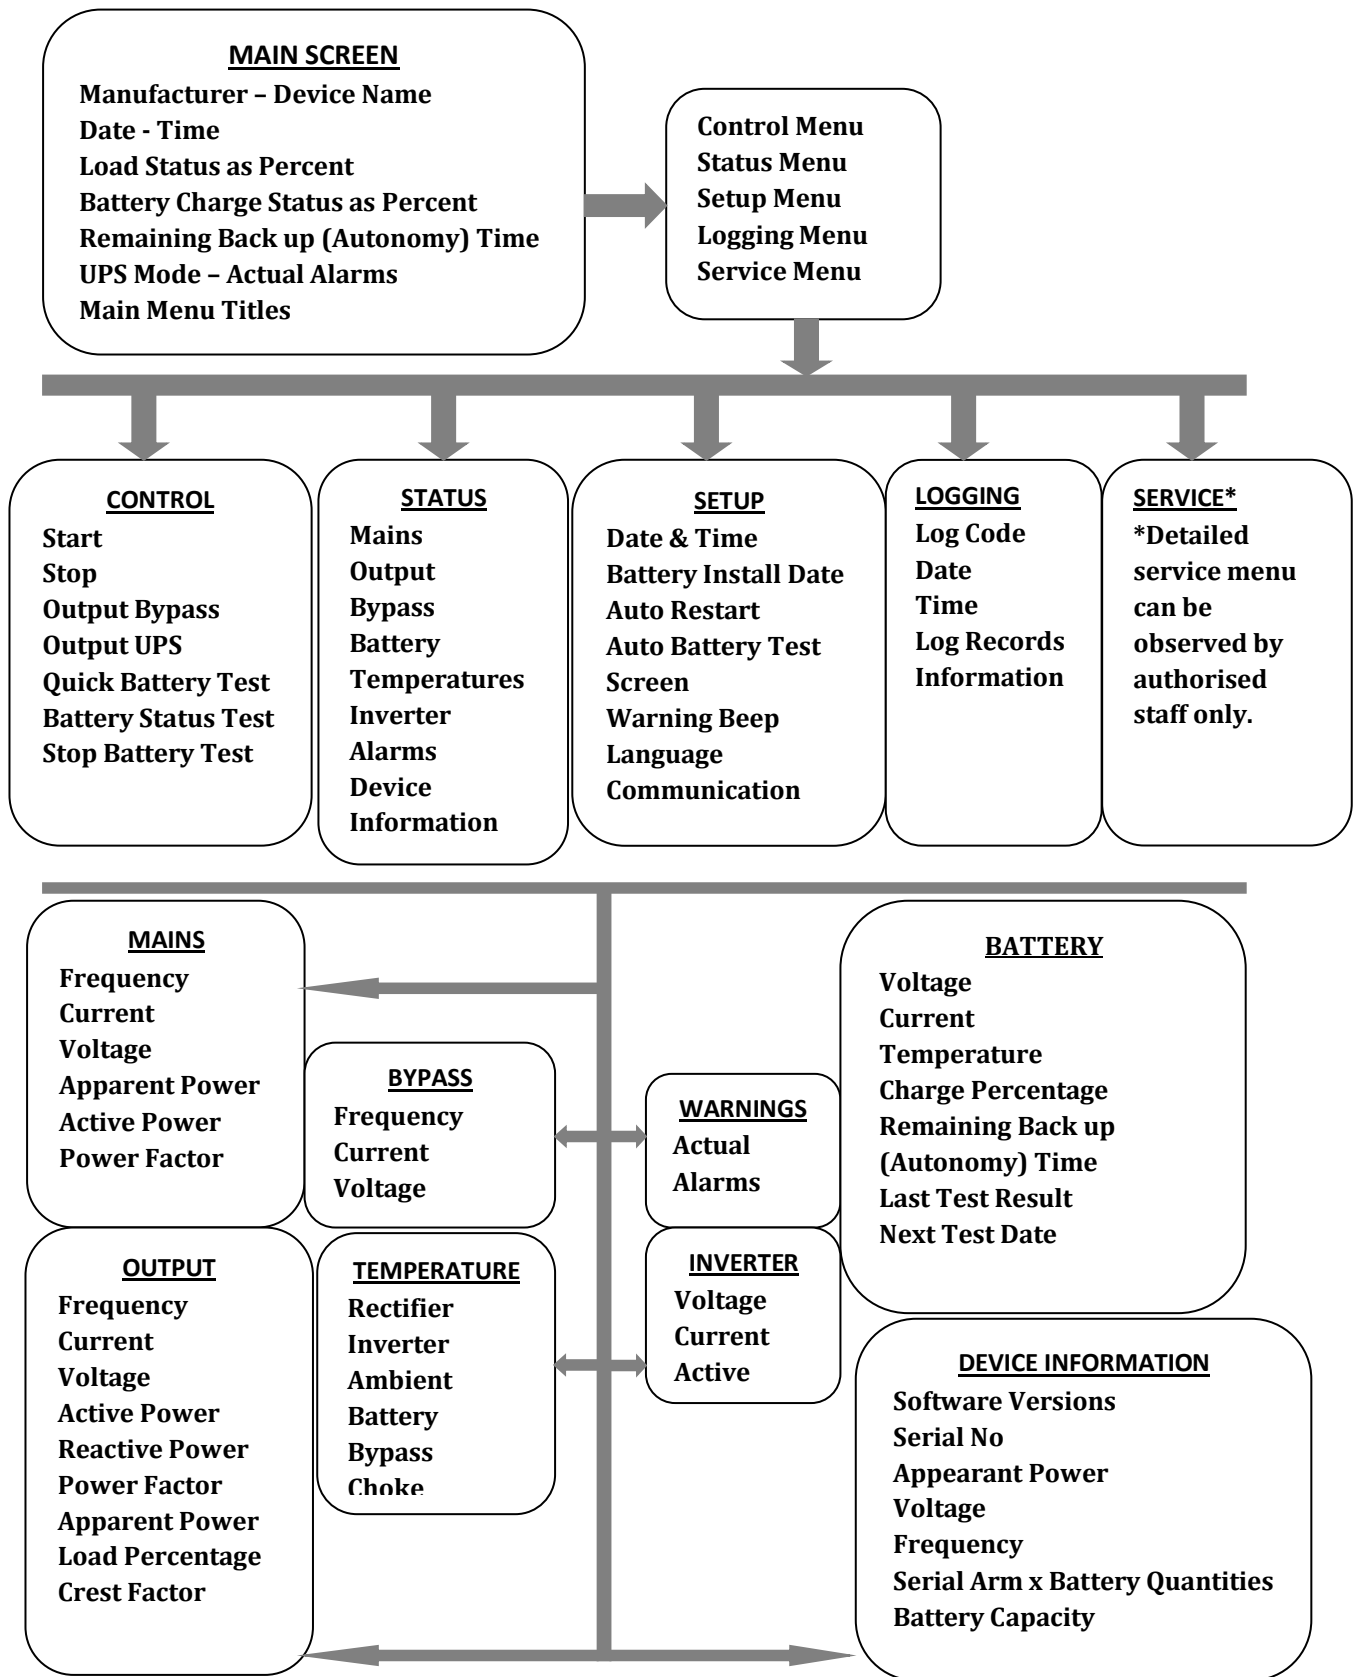 MAIN SCREEN
Manufacturer – Device Name
Date - Time
Load Status as Percent
Battery Charge Status as Percent
Remaining Back up (Autonomy) Time
UPS Mode – Actual Alarms
Main Menu Titles
Control Menu
Status Menu
Setup Menu
Logging Menu
Service Menu
CONTROL
Start
Stop
Output Bypass
Output UPS
Quick Battery Test
Battery Status Test
Stop Battery Test
STATUS
Mains
Output
Bypass
Battery
Temperatures
Inverter
Alarms
Device
Information
SETUP
Date & Time
Battery Install Date
Auto Restart
Auto Battery Test
Screen
Warning Beep
Language
Communication
LOGGING
Log Code
Date
Time
Log Records
Information
SERVICE*
*Detailed
service menu
can be
observed by
authorised
staff only.
MAINS
Frequency
Current
Voltage
Apparent Power
Active Power
Power Factor
BYPASS
Frequency
Current
Voltage
WARNINGS
Actual
Alarms
BATTERY
Voltage
Current
Temperature
Charge Percentage
Remaining Back up
(Autonomy) Time
Last Test Result
Next Test Date
OUTPUT
Frequency
Current
Voltage
Active Power
Reactive Power
Power Factor
Apparent Power
Load Percentage
Crest Factor
TEMPERATURE
Rectifier
Inverter
Ambient
Battery
Bypass
Choke
INVERTER
Voltage
Current
Active
DEVICE INFORMATION
Software Versions
Serial No
Appearant Power
Voltage
Frequency
Serial Arm x Battery Quantities
Battery Capacity